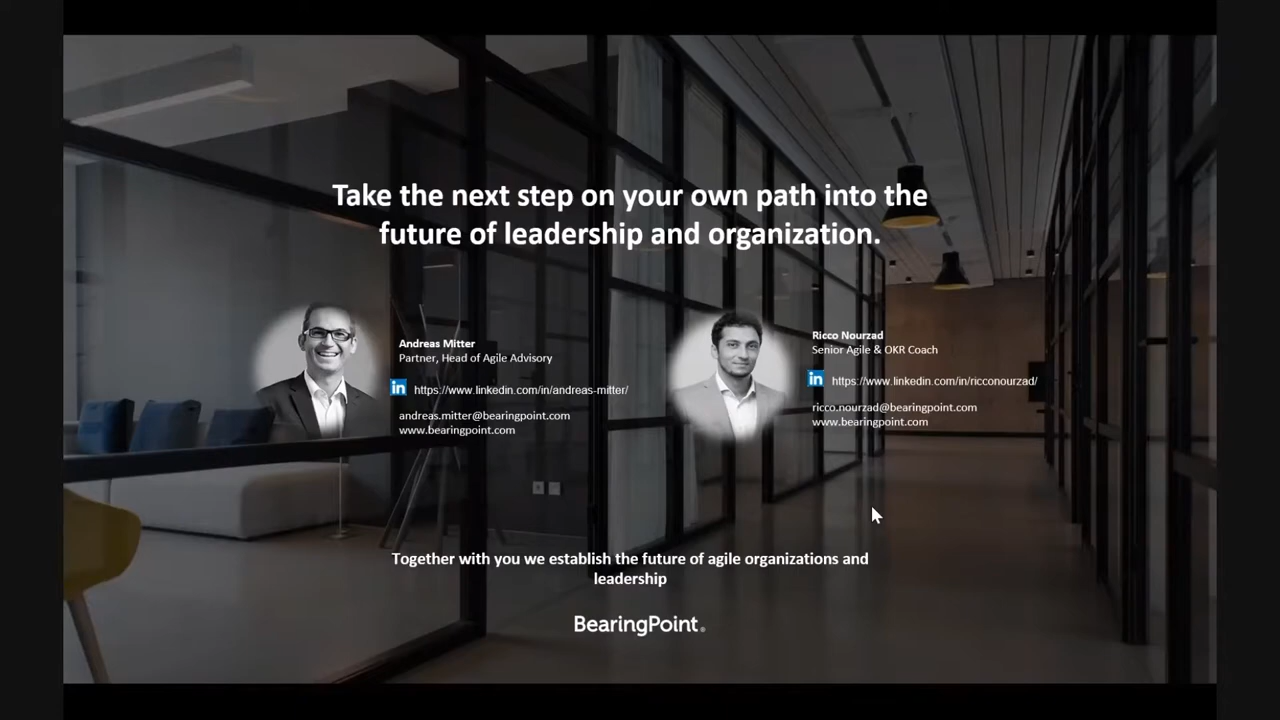 Take the next step on your own path into the
future of leadership and organization.
Andreas Mitter
Partner, Head of Agile Advisory
in https://www.linkedin.com/in/andreas-mitter/
andreas.mitter@bearingpoint.com
www.bearingpoint.com
Ricco Nourzad
Senior Agile & OKR Coach
in https://www.linkedin.com/in/ricconourzad/
ricco.nourzad@bearingpoint.com
www.bearingpoint.com
Together with you we establish the future of agile organizations and
leadership
BearingPoint®